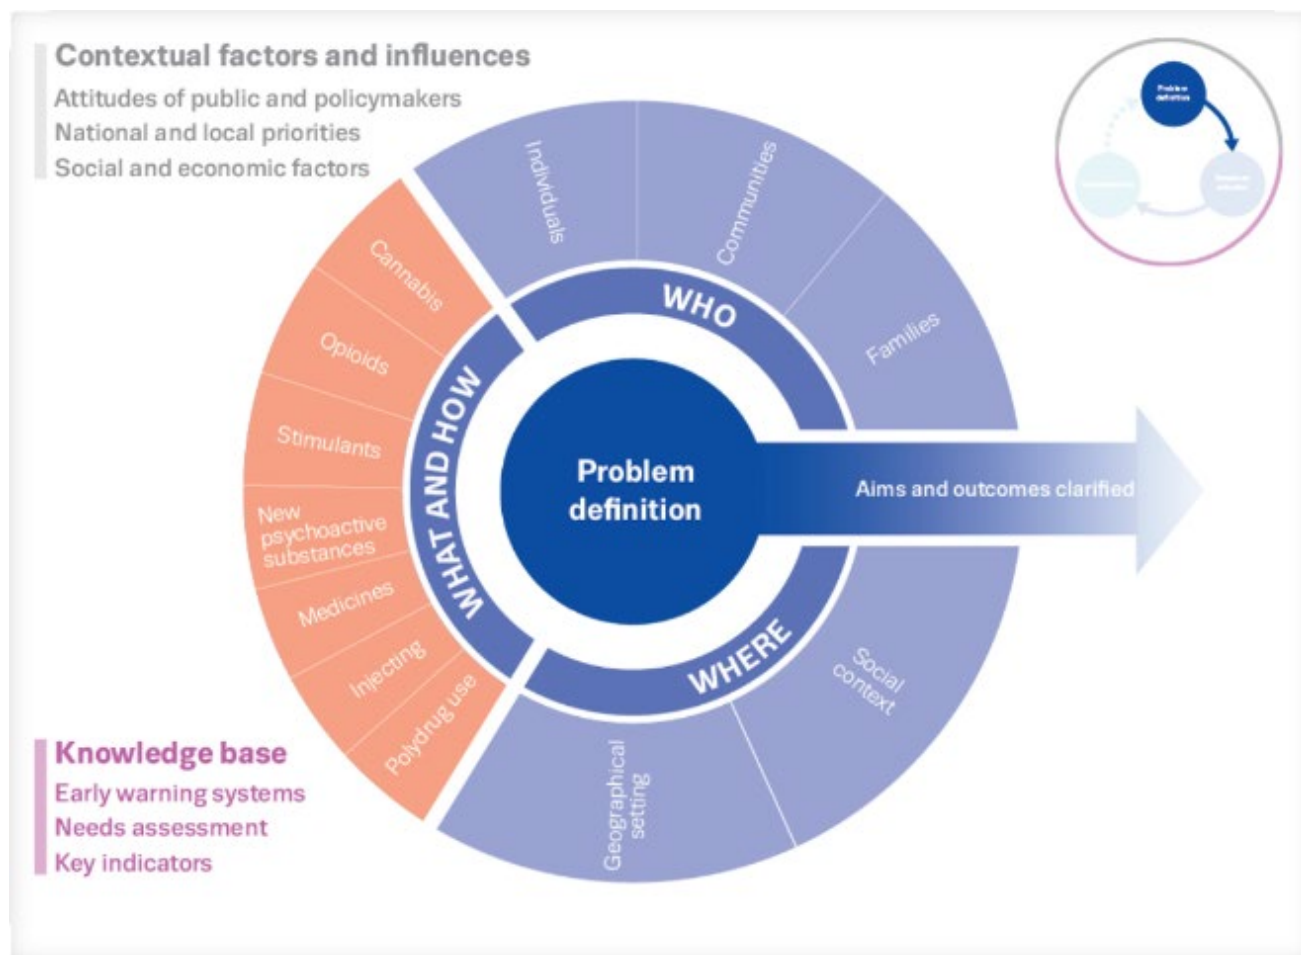 Contextual factors and influences
Attitudes of public and policymakers
National and local priorities
Social and economic factors
Problem
definition
Individuals
Communities
Families
WHO
Cannabis
Opioids
Stimulants
New
psychoactive
substances
Medicines
Injecting
Polydrug use
WHAT AND HOW
Problem
definition
Aims and outcomes clarified
WHERE
Social
context
Geographical
setting
Knowledge base
Early warning systems
Needs assessment
Key indicators